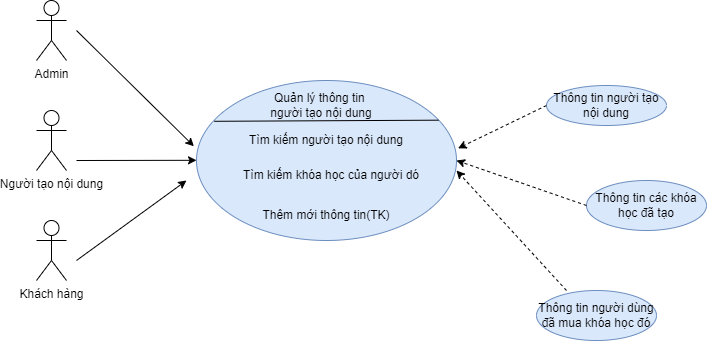 Admin
Người tạo nội dung
Khách hàng
Quản lý thông tin
người tạo nội dung
Tìm kiếm người tạo nội dung
Tìm kiếm khóa học của người dó
Thêm mới thông tin(TK)
Thông tin người tạo
nội dung
Thông tin các khóa
học đã tạo
Thông tin người dùng
đã mua khóa học đó